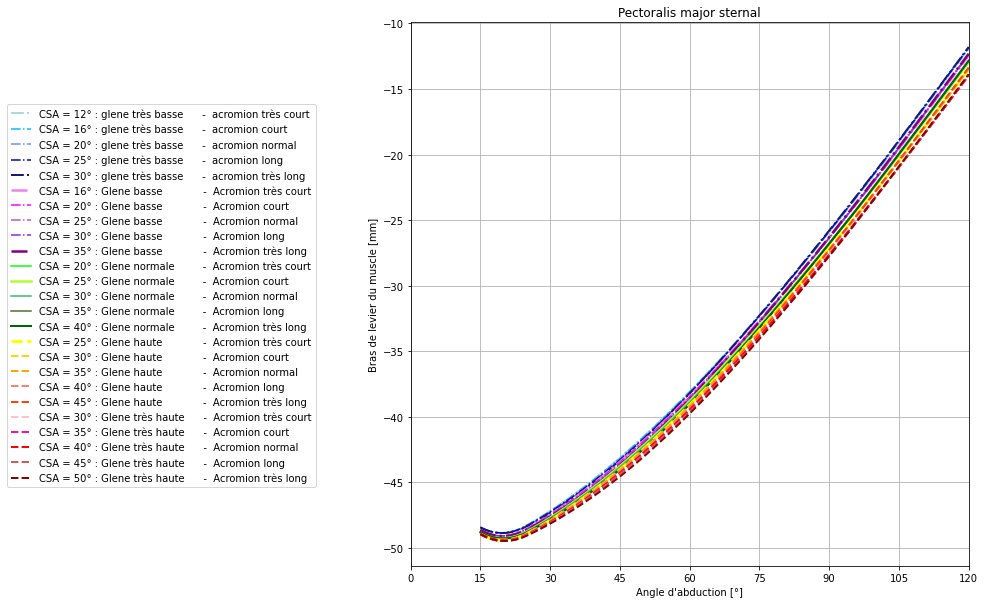 Pectoralis major sternal
CSA = 12° : glene très basse - acromion très court
CSA = 16° : glene très basse - acromion court
CSA = 20° : glene très basse - acromion normal
CSA = 25° : glene très basse - acromion long
CSA = 30° : glene très basse - acromion très long
CSA = 16° : Glene basse - Acromion très court
CSA = 20° : Glene basse - Acromion court
CSA = 25° : Glene basse - Acromion normal
CSA = 30° : Glene basse - Acromion long
CSA = 35° : Glene basse - Acromion très long
CSA = 20° : Glene normale - Acromion très court
CSA = 25° : Glene normale - Acromion court
CSA = 30° : Glene normale - Acromion normal
CSA = 35° : Glene normale - Acromion long
CSA = 40° : Glene normale - Acromion très long
CSA = 25° : Glene haute - Acromion très court
CSA = 30° : Glene haute - Acromion court
CSA = 35° : Glene haute - Acromion normal
CSA = 40° : Glene haute - Acromion long
CSA = 45° : Glene haute - Acromion très long
CSA = 30° : Glene très haute - Acromion très court
CSA = 35° : Glene très haute - Acromion court
CSA = 40° : Glene très haute - Acromion normal
CSA = 45° : Glene très haute - Acromion long
CSA = 50° : Glene très haute - Acromion très long
Bras de levier du muscle [mm]
−10
−15
−20
−25
−30
−35
−40
−45
−50
0 15 30 45 60 75 90 105 120
Angle d'abduction [°]